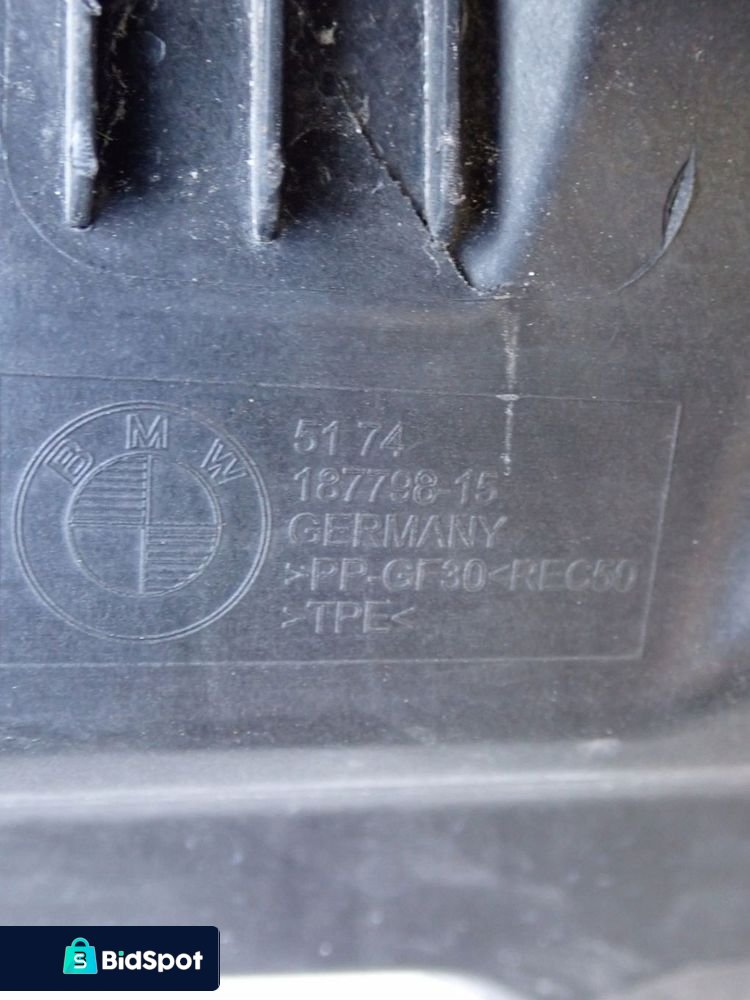 BMW
51 74
187798-15
GERMANY
>PP-GF30<REC50
>TPE<
S
BidSpot